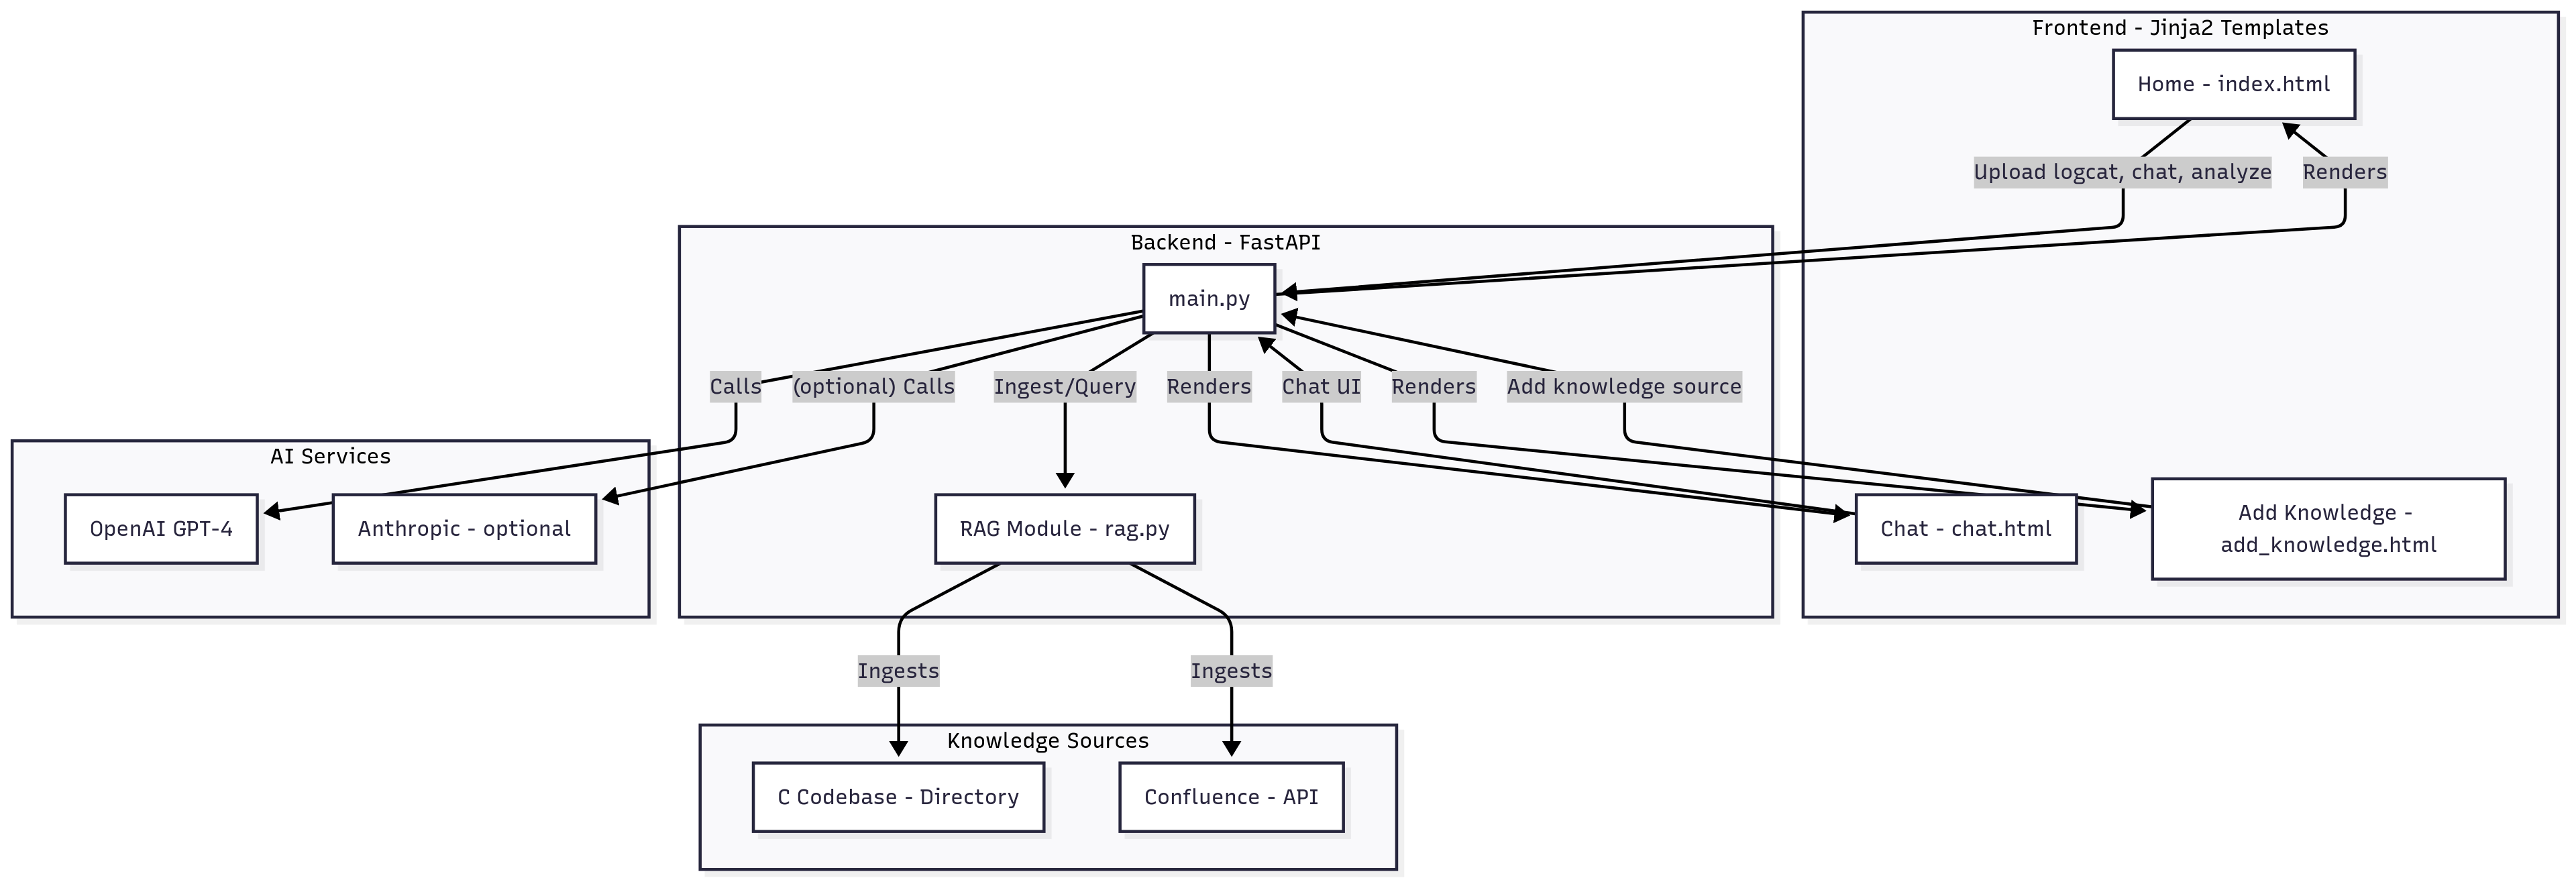 Frontend - Jinja2 Templates
Home - index.html
Upload logcat, chat, analyze
Renders
Backend - FastAPI
main.py
Calls
(optional) Calls
Ingest/Query
Renders
Chat UI
Renders
Add knowledge source
AI Services
OpenAI GPT-4
Anthropic - optional
RAG Module - rag.py
Chat - chat.html
Add Knowledge -
add_knowledge.html
Ingests
Ingests
Knowledge Sources
C Codebase - Directory
Confluence - API